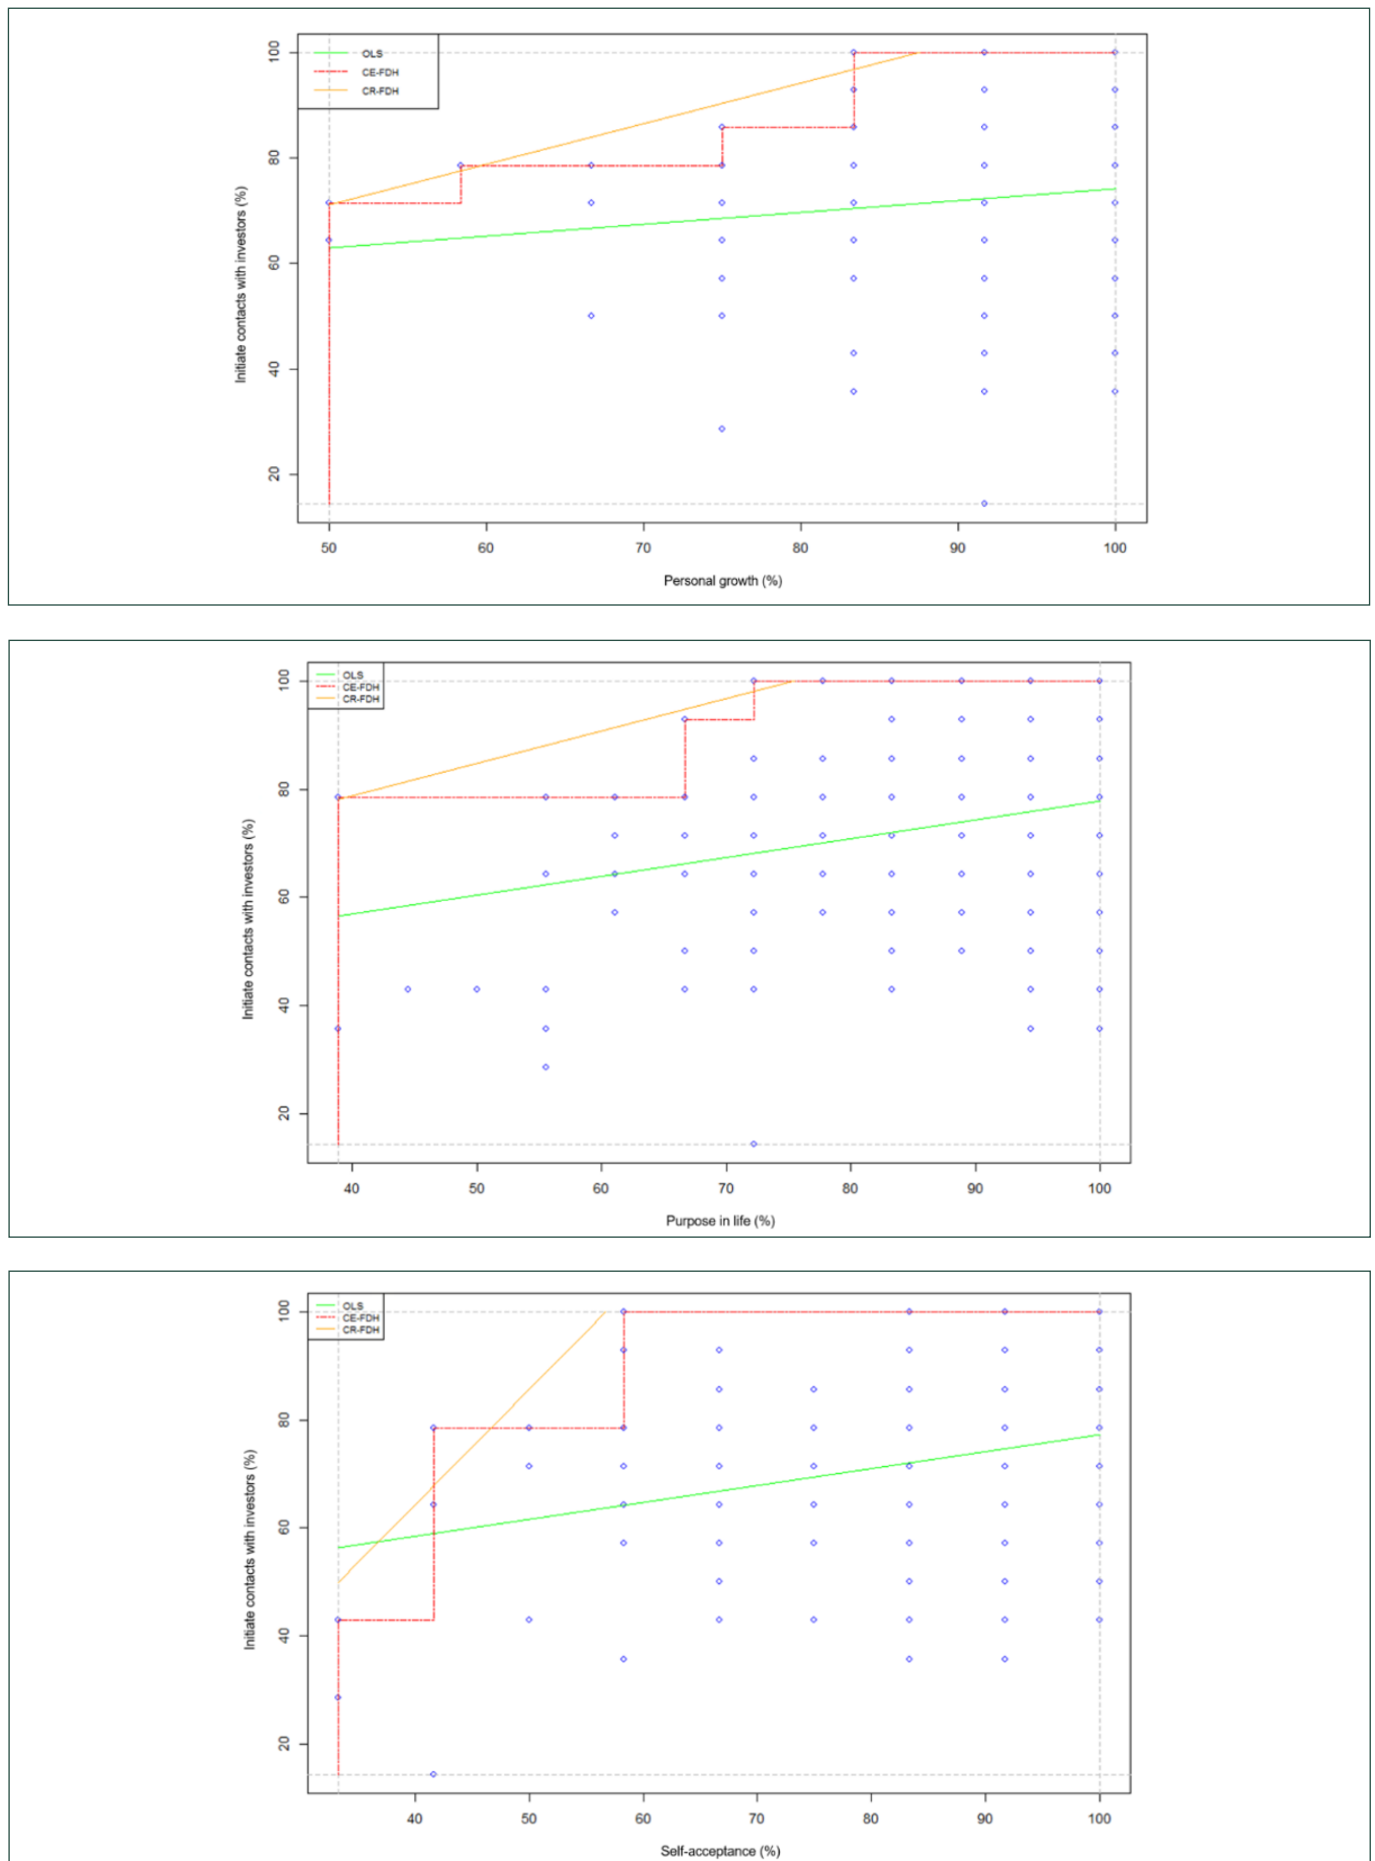 OLS
CE-FDH
CR-FDH
100
80
60
40
20
Initiate contacts with investors (%)
50 60 70 80 90 100
Personal growth (%)
OLS
CE-FDH
CR-FDH
100
80
60
40
20
Initiate contacts with investors (%)
40 50 60 70 80 90 100
Purpose in life (%)
OLS
CE-FDH
CR-FDH
100
80
60
40
20
Initiate contacts with investors (%)
40 50 60 70 80 90 100
Self-acceptance (%)